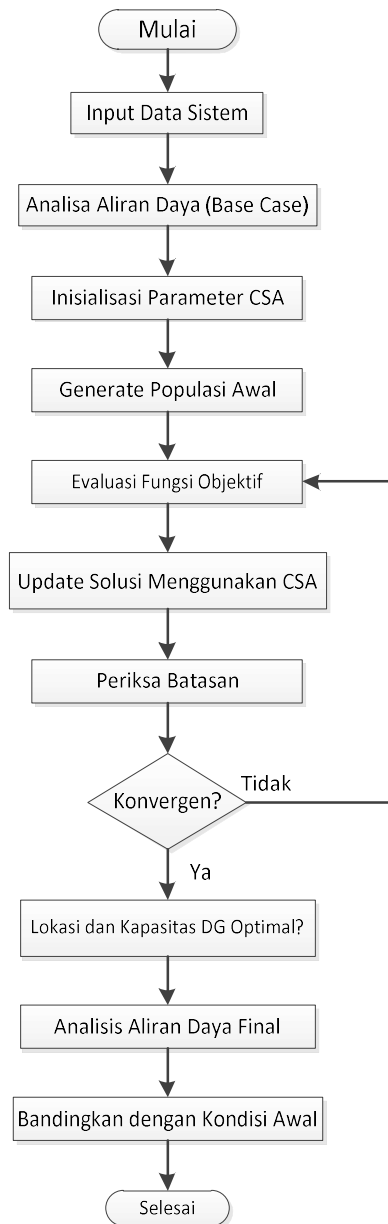 Mulai
Input Data Sistem
Analisa Aliran Daya (Base Case)
Inisialisasi Parameter CSA
Generate Populasi Awal
Evaluasi Fungsi Objektif
Update Solusi Menggunakan CSA
Periksa Batasan
Konvergen?
Tidak
Ya
Lokasi dan Kapasitas DG Optimal?
Analisis Aliran Daya Final
Bandingkan dengan Kondisi Awal
Selesai